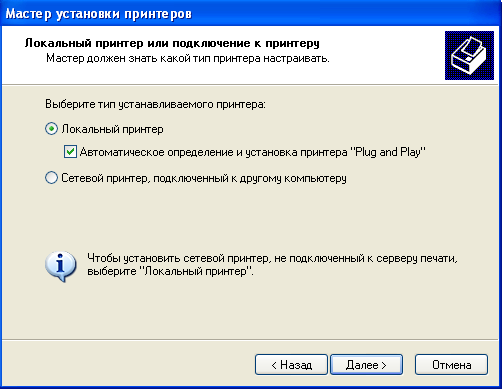 Мастер установки принтеров
Локальный принтер или подключение к принтеру
Мастер должен знать какой тип принтера настраивать.
Выберите тип устанавливаемого принтера:
Локальный принтер
Автоматическое определение и установка принтера "Plug and Play"
Сетевой принтер, подключенный к другому компьютеру
Чтобы установить сетевой принтер, не подключенный к серверу печати,
выберите "Локальный принтер".
< Назад
Далее >
Отмена